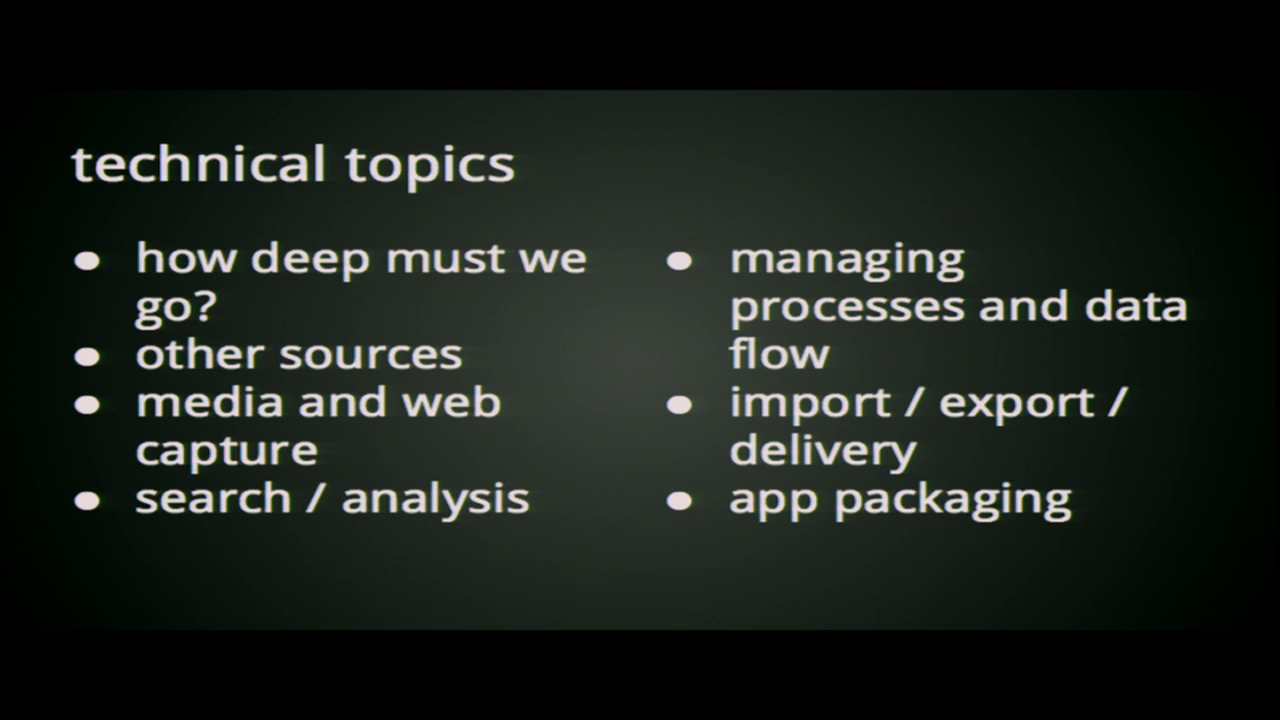 technical topics
● how deep must we
go?
● other sources
● media and web
capture
● search / analysis
● managing
processes and data
flow
● import / export /
delivery
● app packaging